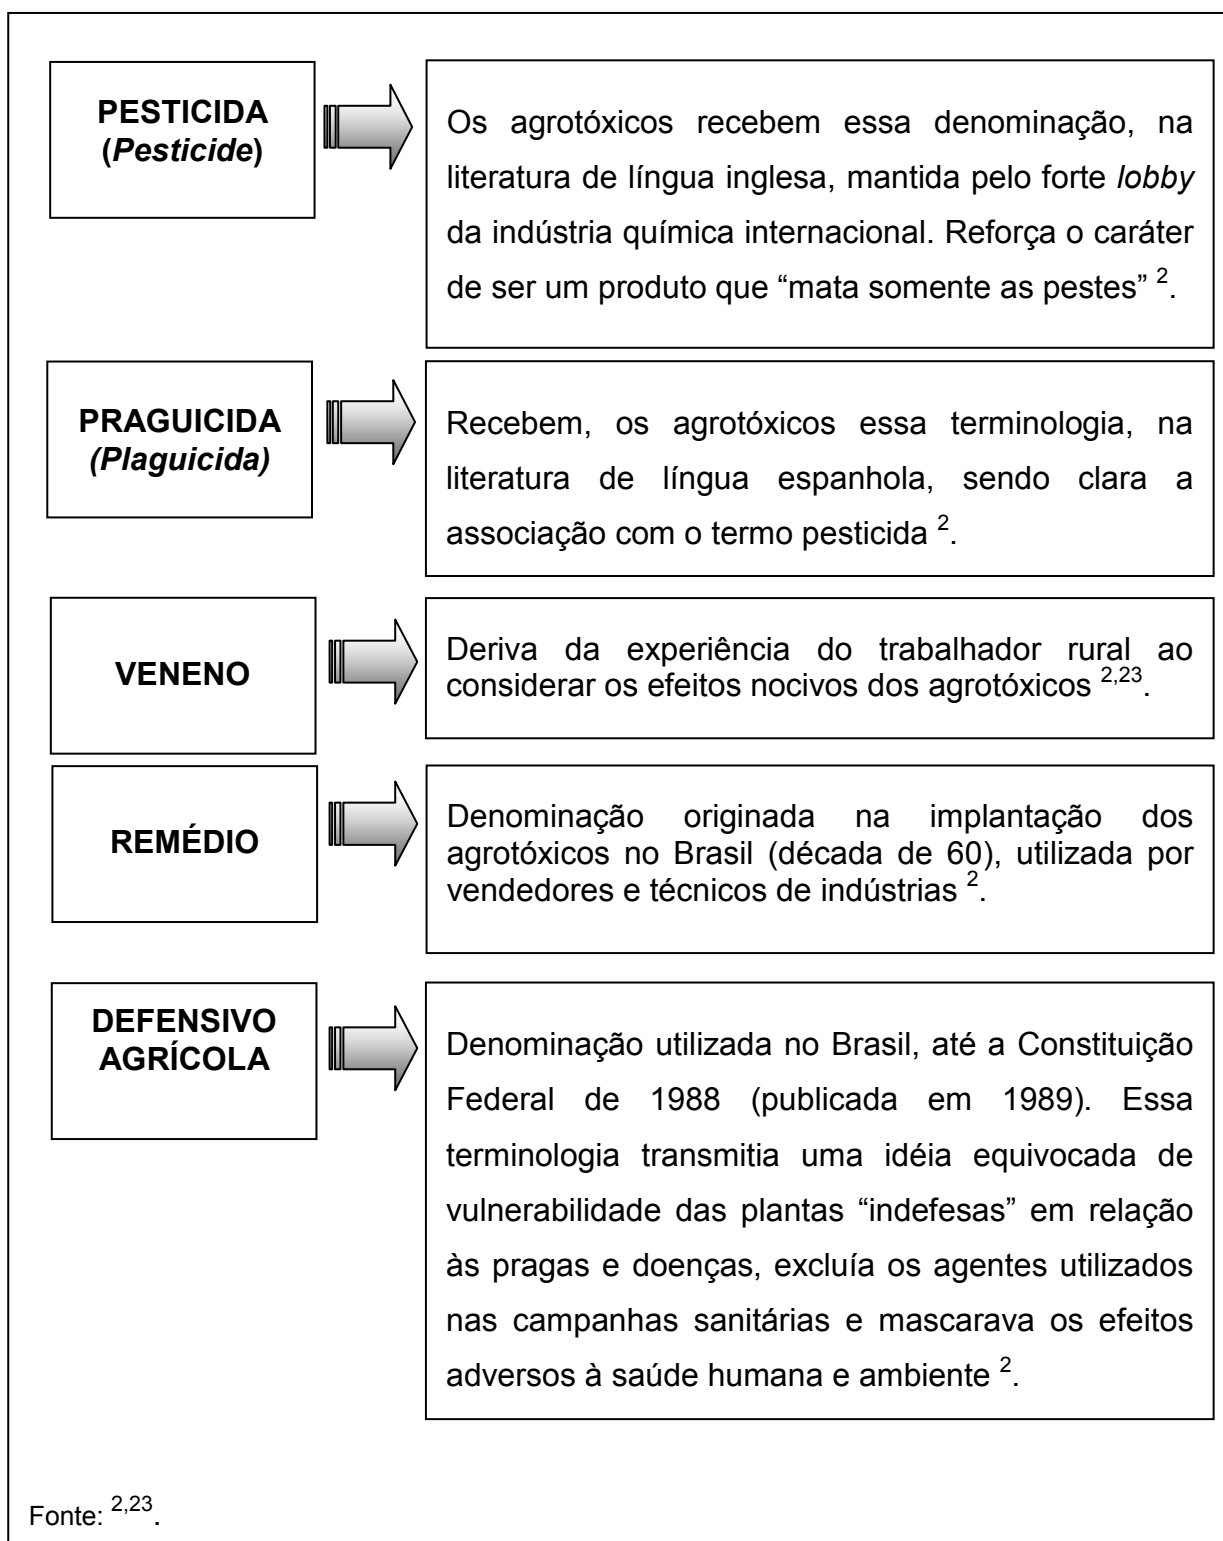 PESTICIDA
(Pesticide)
Os agrotóxicos recebem essa denominação, na
literatura de língua inglesa, mantida pelo forte lobby
da indústria química internacional. Reforça o caráter
de ser um produto que “mata somente as pestes” 2.
PRAGUICIDA
(Plaguicida)
Recebem, os agrotóxicos essa terminologia, na
literatura de língua espanhola, sendo clara a
associação com o termo pesticida 2.
VENENO
Deriva da experiência do trabalhador rural ao
considerar os efeitos nocivos dos agrotóxicos 2,23.
REMÉDIO
Denominação originada na implantação dos
agrotóxicos no Brasil (década de 60), utilizada por
vendedores e técnicos de indústrias 2.
DEFENSIVO
AGRÍCOLA
Denominação utilizada no Brasil, até a Constituição
Federal de 1988 (publicada em 1989). Essa
terminologia transmitia uma idéia equivocada de
vulnerabilidade das plantas “indefesas” em relação
às pragas e doenças, excluía os agentes utilizados
nas campanhas sanitárias e mascarava os efeitos
adversos à saúde humana e ambiente 2.
Fonte: 2,23.